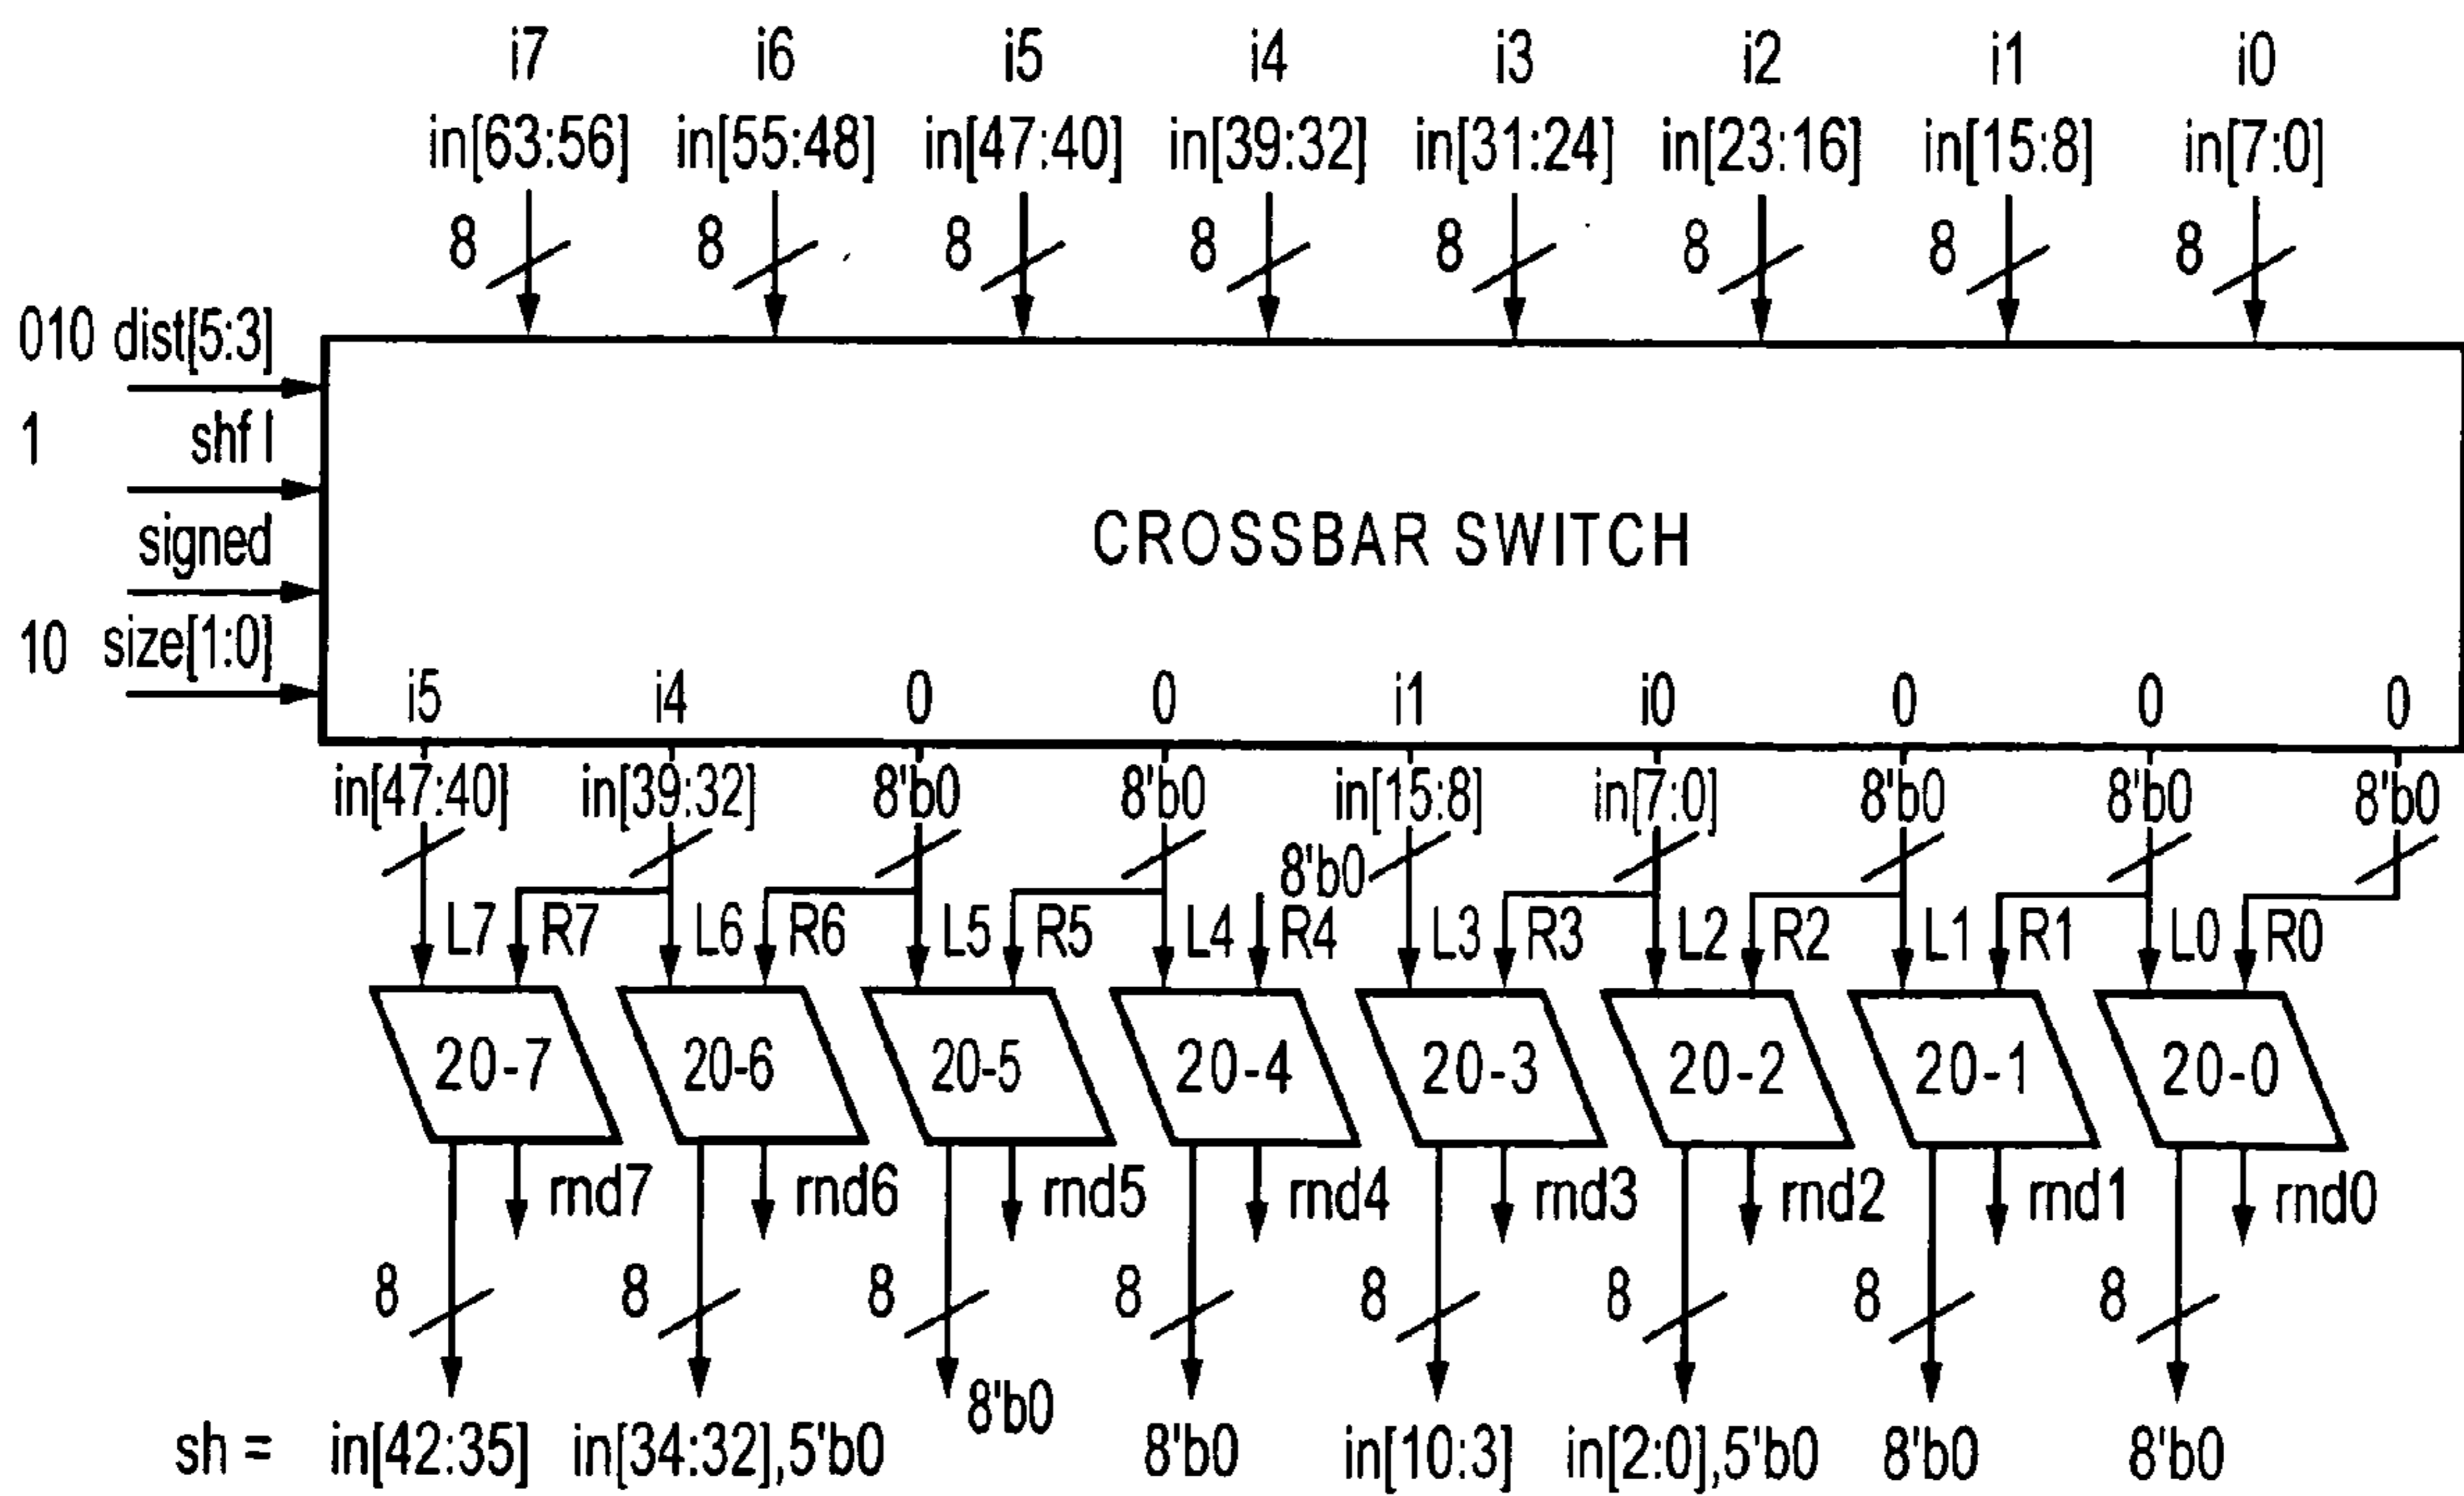 i7 i6 i5 i4 i3 i2 i1 i0
in[63:56] in[55:48] in[47:40] in[39:32] in[31:24] in[23:16] in[15:8] in[7:0]
8 8 8 8 8 8 8 8
010 dist[5:3]
1 shf l
signed
CROSSBAR SWITCH
10 size[1:0]
i5 i4 0 0 i1 i0 0 0 0
in[47:40] in[39:32] 8'b0 8'b0 in[15:8] in[7:0] 8'b0 8'b0 8'b0
8'b0
L7 R7 L6 R6 L5 R5 L4 R4 L3 R3 L2 R2 L1 R1 L0 R0
20-7 20-6 20-5 20-4 20-3 20-2 20-1 20-0
rnd7 rnd6 rnd5 rnd4 rnd3 rnd2 rnd1 rnd0
8 8 8 8 8 8 8 8
8'b0
sh = in[42:35] in[34:32],5'b0 8'b0 in[10:3] in[2:0],5'b0 8'b0 8'b0